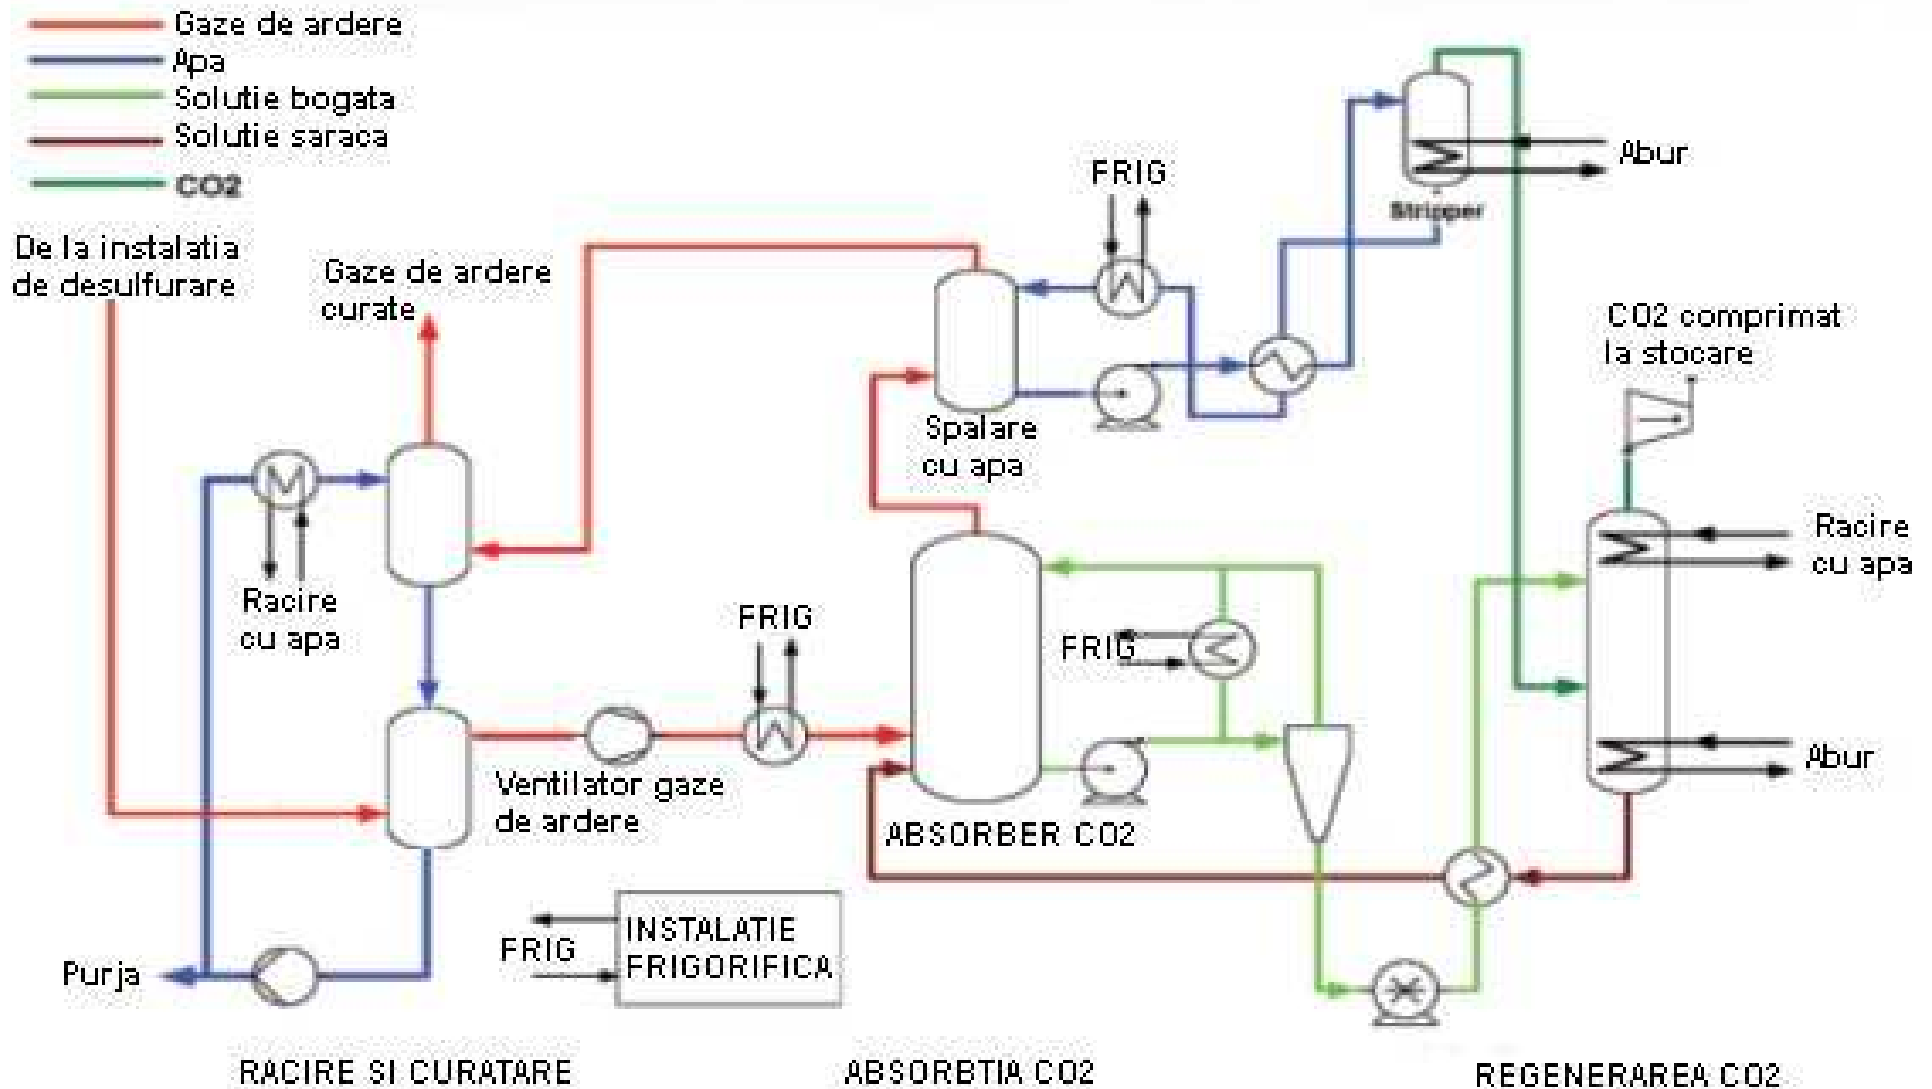 Gaze de ardere
Apa
Solutie bogata
Solutie saraca
CO2
De la instalatia
de desulfurare
Gaze de ardere
curate
FRIG
Abur
Stripper
CO2 comprimat
la stocare
Spalare
cu apa
Racire
cu apa
Racire
cu apa
FRIG
FRIG
Abur
Ventilator gaze
de ardere
ABSORBER CO2
INSTALATIE
FRIGORIFICA
FRIG
Purja
RACIRE SI CURATARE
ABSORBTIA CO2
REGENERAREA CO2